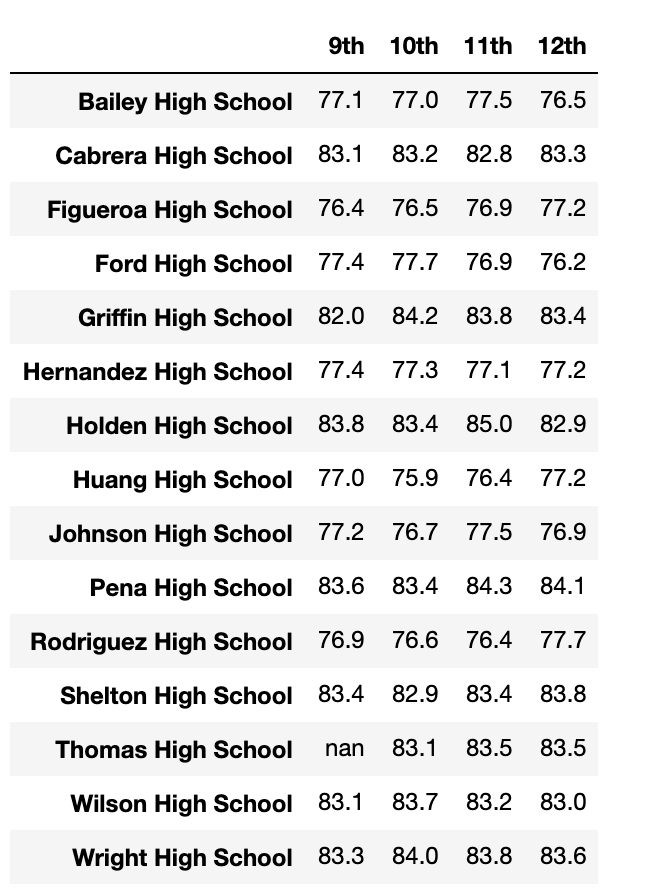 9th 10th 11th 12th
Bailey High School 77.1 77.0 77.5 76.5
Cabrera High School 83.1 83.2 82.8 83.3
Figueroa High School 76.4 76.5 76.9 77.2
Ford High School 77.4 77.7 76.9 76.2
Griffin High School 82.0 84.2 83.8 83.4
Hernandez High School 77.4 77.3 77.1 77.2
Holden High School 83.8 83.4 85.0 82.9
Huang High School 77.0 75.9 76.4 77.2
Johnson High School 77.2 76.7 77.5 76.9
Pena High School 83.6 83.4 84.3 84.1
Rodriguez High School 76.9 76.6 76.4 77.7
Shelton High School 83.4 82.9 83.4 83.8
Thomas High School nan 83.1 83.5 83.5
Wilson High School 83.1 83.7 83.2 83.0
Wright High School 83.3 84.0 83.8 83.6